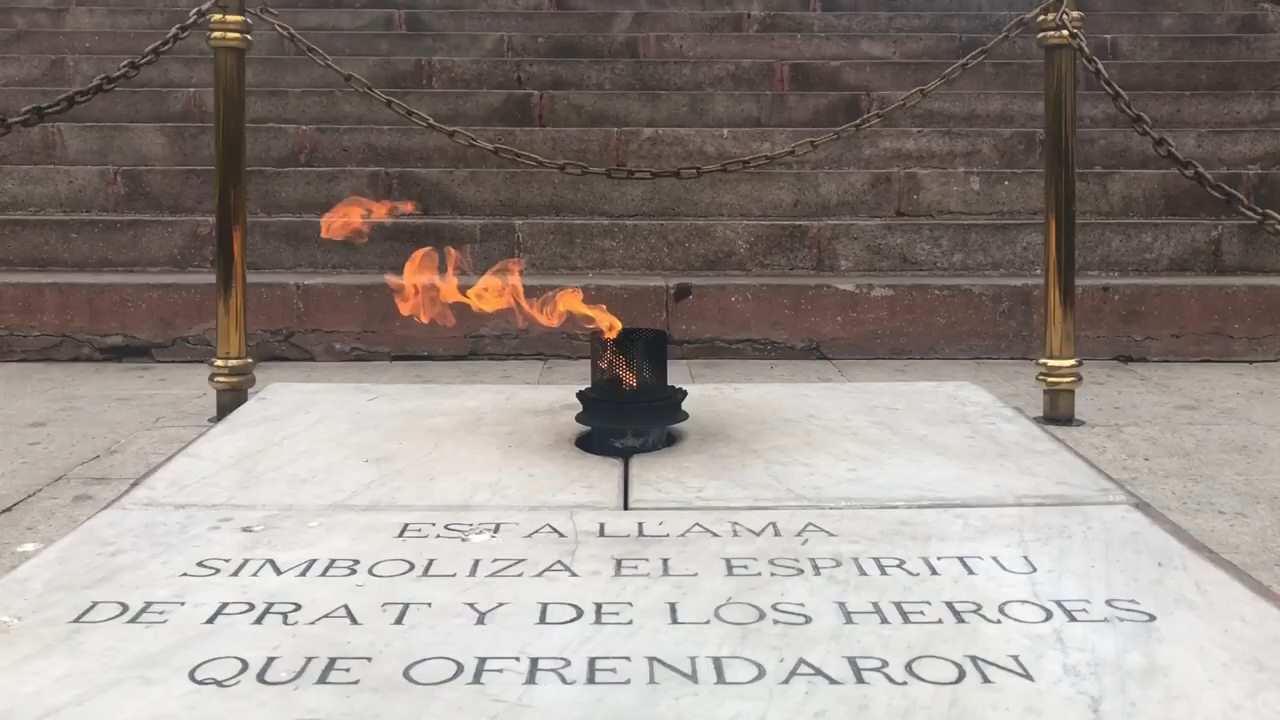 ESTA LLAMA
SIMBOLIZA EL ESPIRITU
DE PRAT Y DE LOS HEROES
QUE OFRENDARON